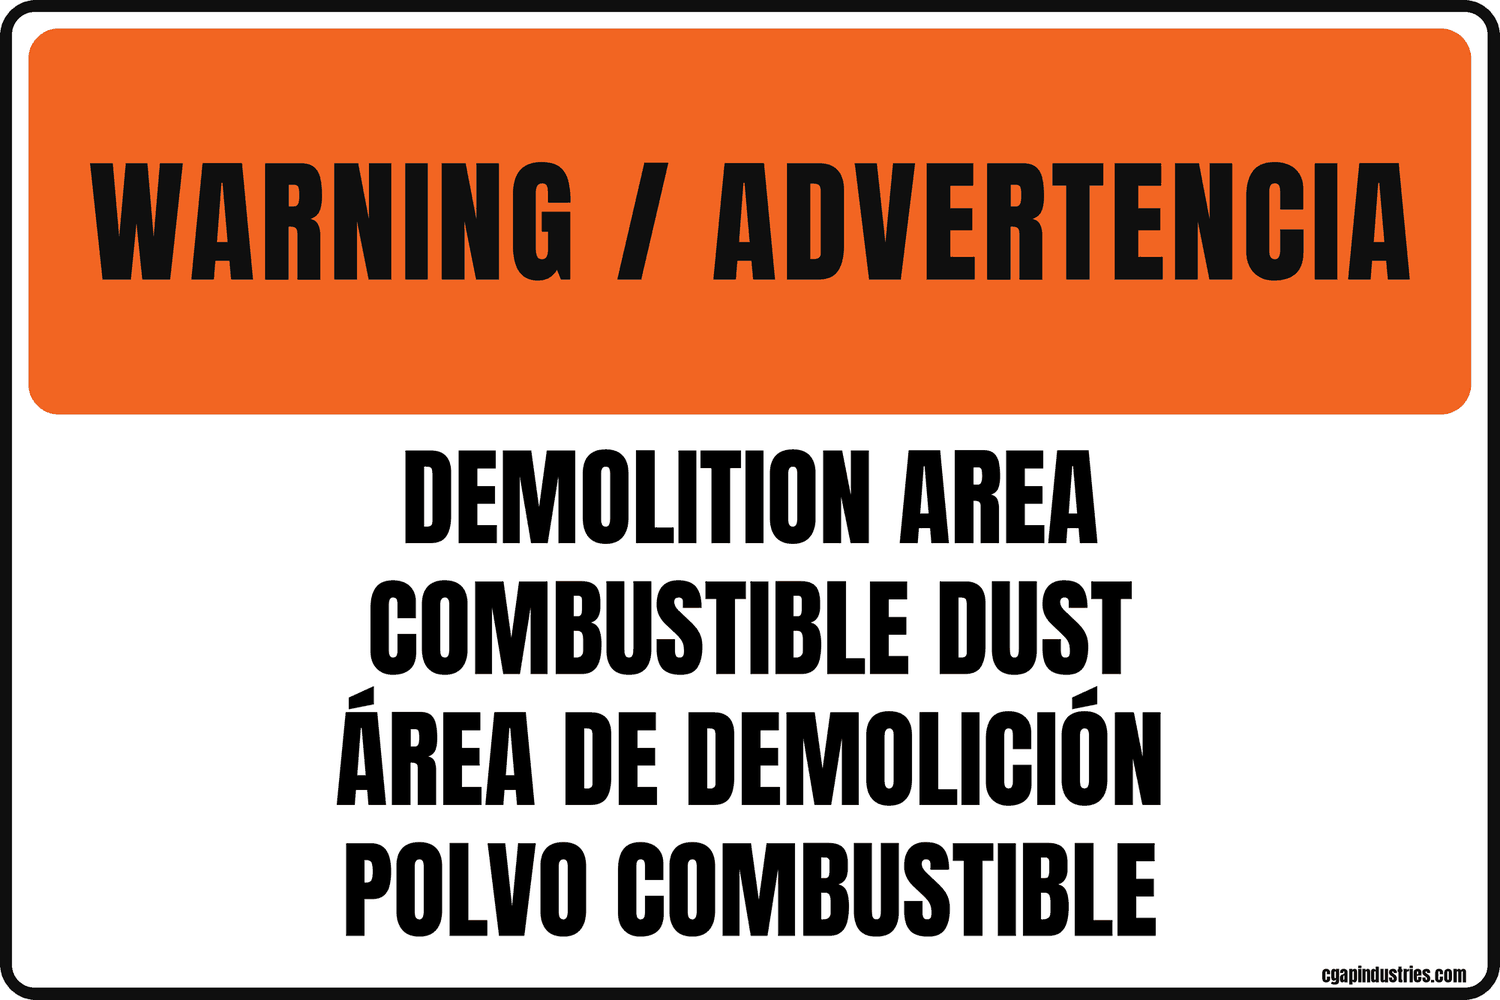 WARNING / ADVERTENCIA
DEMOLITION AREA
COMBUSTIBLE DUST
ÁREA DE DEMOLICIÓN
POLVO COMBUSTIBLE
cgapindustries.com